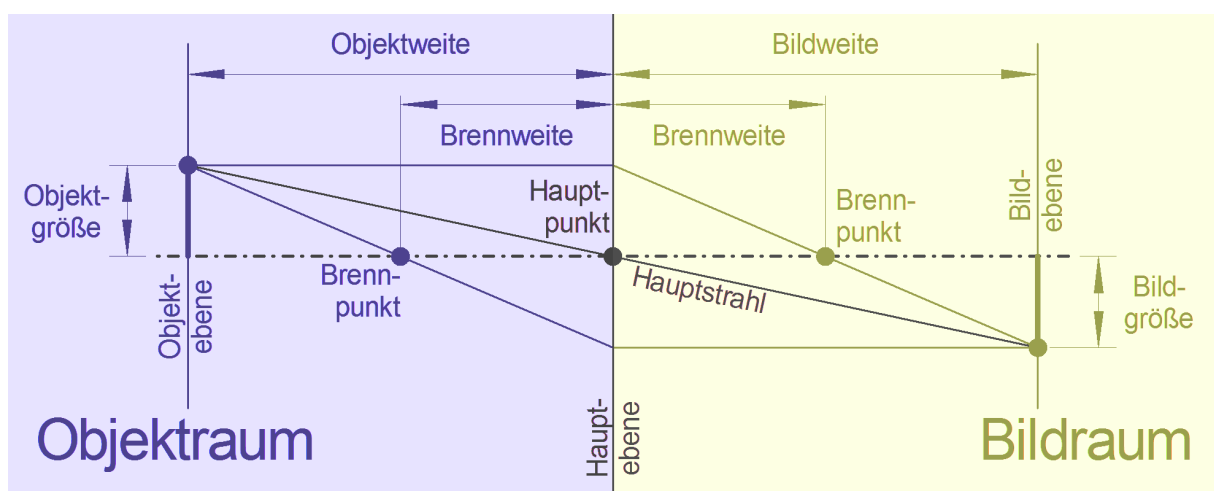 Objektweite
Bildweite
Brennweite
Brennweite
Objekt-
größe
Haupt-
punkt
Brenn-
punkt
Bild-
ebene
Brenn-
punkt
Hauptstrahl
Objekt-
ebene
Bild-
größe
Haupt-
ebene
Objektraum
Bildraum